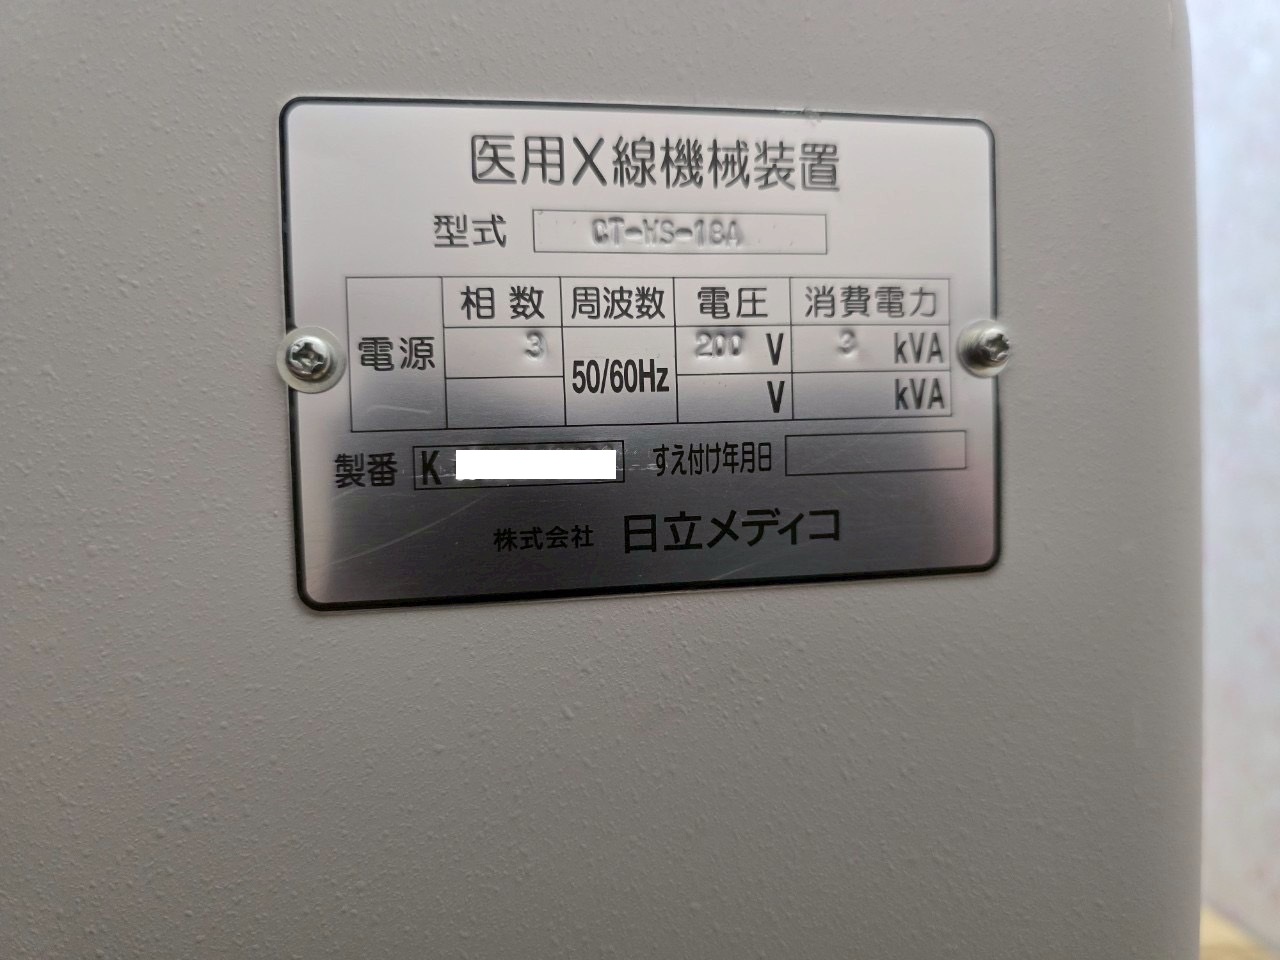 医用X線機械装置
型式 CT-WS-18A
相数 周波数 電圧 消費電力
電源 3 50/60Hz 200 V 3 kVA
V kVA
製番 K すえ付け年月日
株式会社 日立メディコ